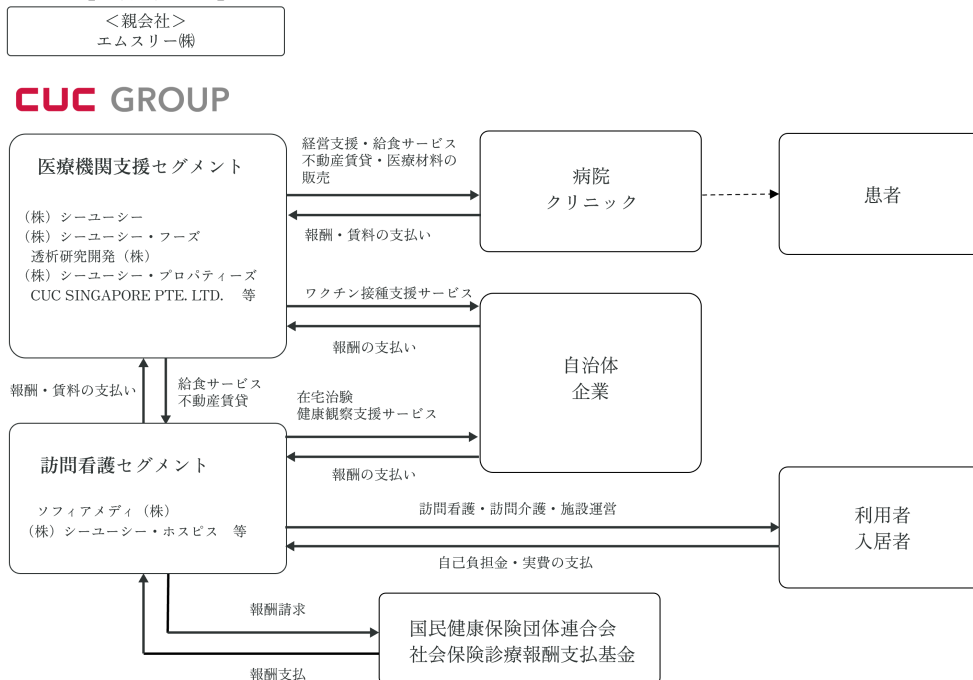 ＜親会社＞
エムスリー㈱
CUC GROUP
医療機関支援セグメント
（株）シーユーシー
（株）シーユーシー・フーズ
透析研究開発（株）
（株）シーユーシー・プロパティーズ
CUC SINGAPORE PTE. LTD.　等
経営支援・給食サービス
不動産賃貸・医療材料の
販売
報酬・賃料の支払い
病院
クリニック
患者
ワクチン接種支援サービス
報酬の支払い
自治体
企業
報酬・賃料の支払い
給食サービス
不動産賃貸
在宅治験
健康観察支援サービス
報酬の支払い
訪問看護セグメント
ソフィアメディ（株）
（株）シーユーシー・ホスピス　等
訪問看護・訪問介護・施設運営
自己負担金・実費の支払
利用者
入居者
報酬請求
報酬支払
国民健康保険団体連合会
社会保険診療報酬支払基金